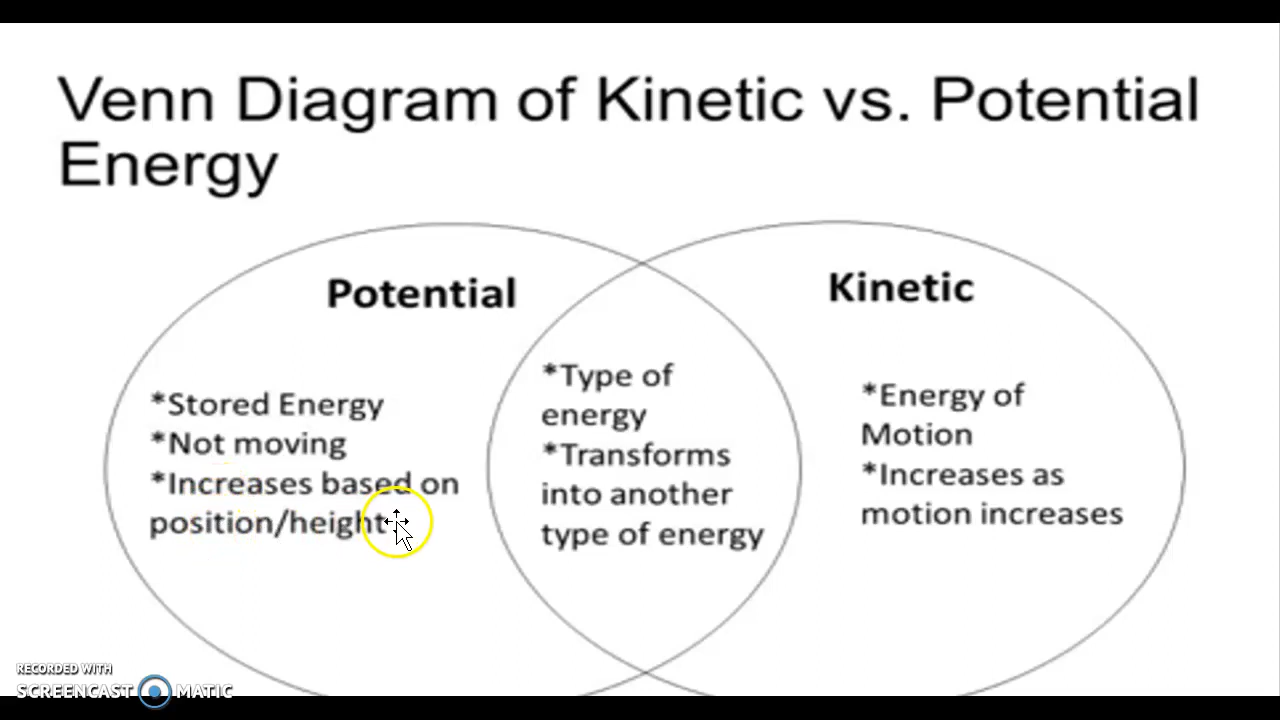 Venn Diagram of Kinetic vs. Potential
Energy
Potential
*Stored Energy
*Not moving
*Increases based on
position/height
*Type of
energy
*Transforms
into another
type of energy
Kinetic
*Energy of
Motion
*Increases as
motion increases
RECORDED WITH
SCREENCAST MATIC